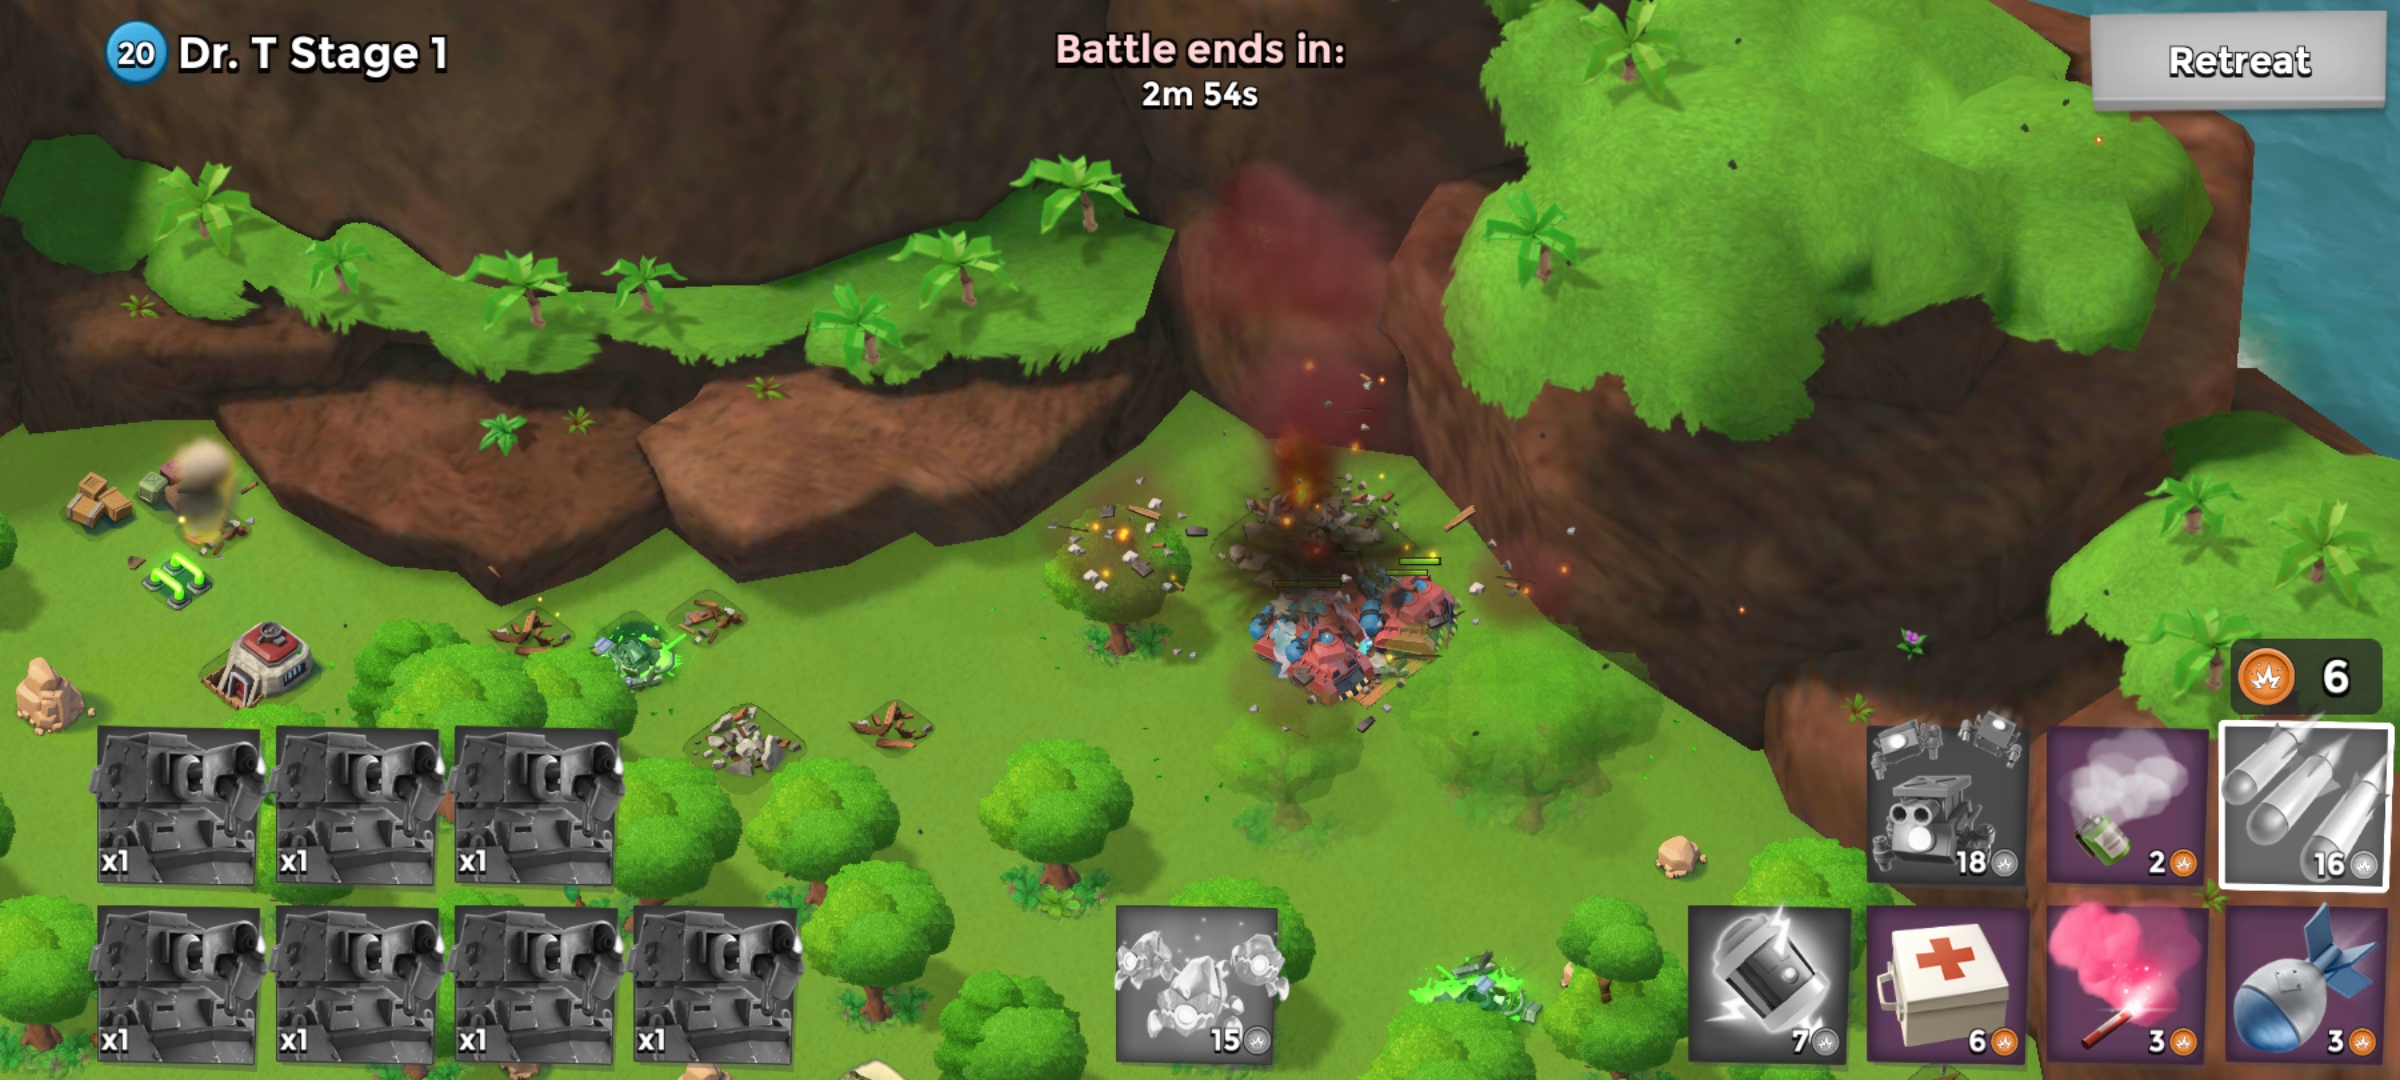 20 Dr. T Stage 1
Battle ends in:
2m 54s
Retreat
6
x1 x1 x1
18 2 16
x1 x1 x1 x1
15 7 6 3 3